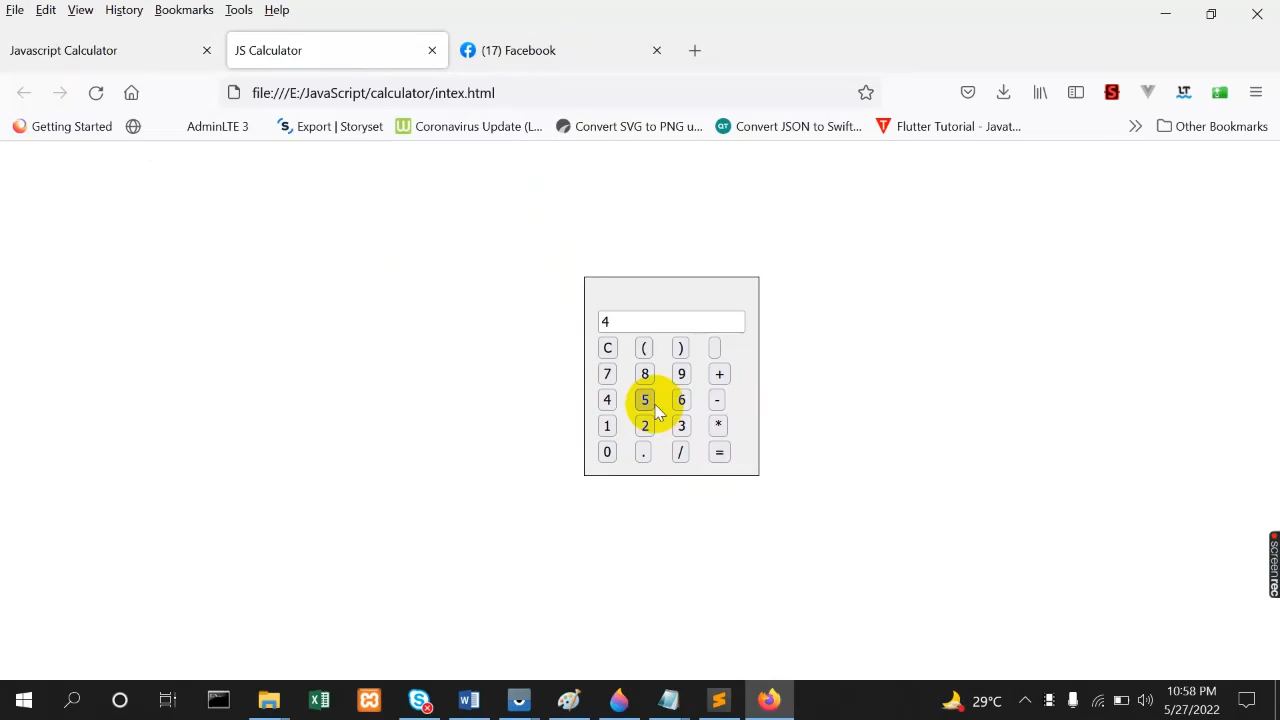 File Edit View History Bookmarks Tools Help
Javascript Calculator JS Calculator (17) Facebook
file:///E:/JavaScript/calculator/intex.html
S LT
Getting Started AdminLTE 3 S Export | Storyset W Coronavirus Update (L... Convert SVG to PNG u... QT Convert JSON to Swift... T Flutter Tutorial - Javat... Other Bookmarks
4
C ( )
7 8 9 +
4 5 6 -
1 2 3 *
0 . / =
screenrec
29°C 10:58 PM
5/27/2022